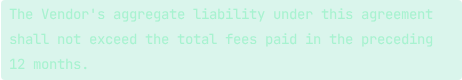 The Vendor's aggregate liability under this agreement
shall not exceed the total fees paid in the preceding
12 months.